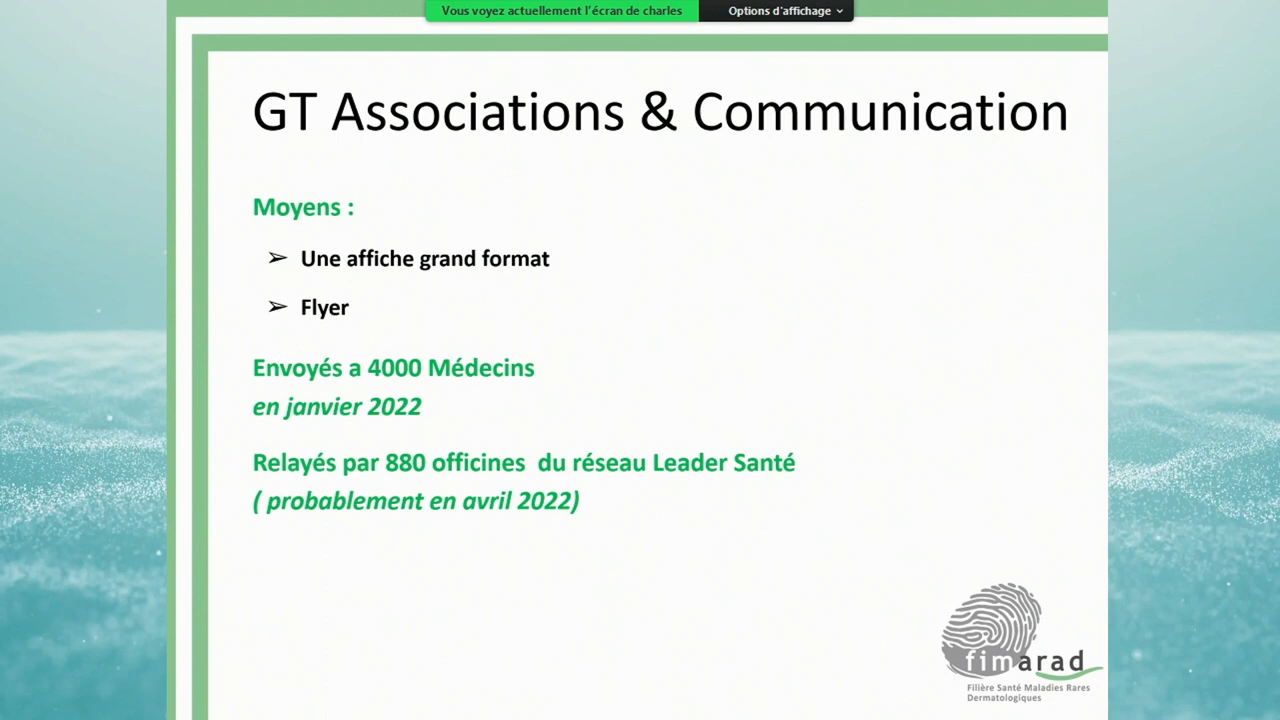 Vous voyez actuellement l'écran de charles Options d'affichage
GT Associations & Communication
Moyens :
➢ Une affiche grand format
➢ Flyer
Envoyés a 4000 Médecins
en janvier 2022
Relayés par 880 officines du réseau Leader Santé
( probablement en avril 2022)
fimarad
Filière Santé Maladies Rares
Dermatologiques